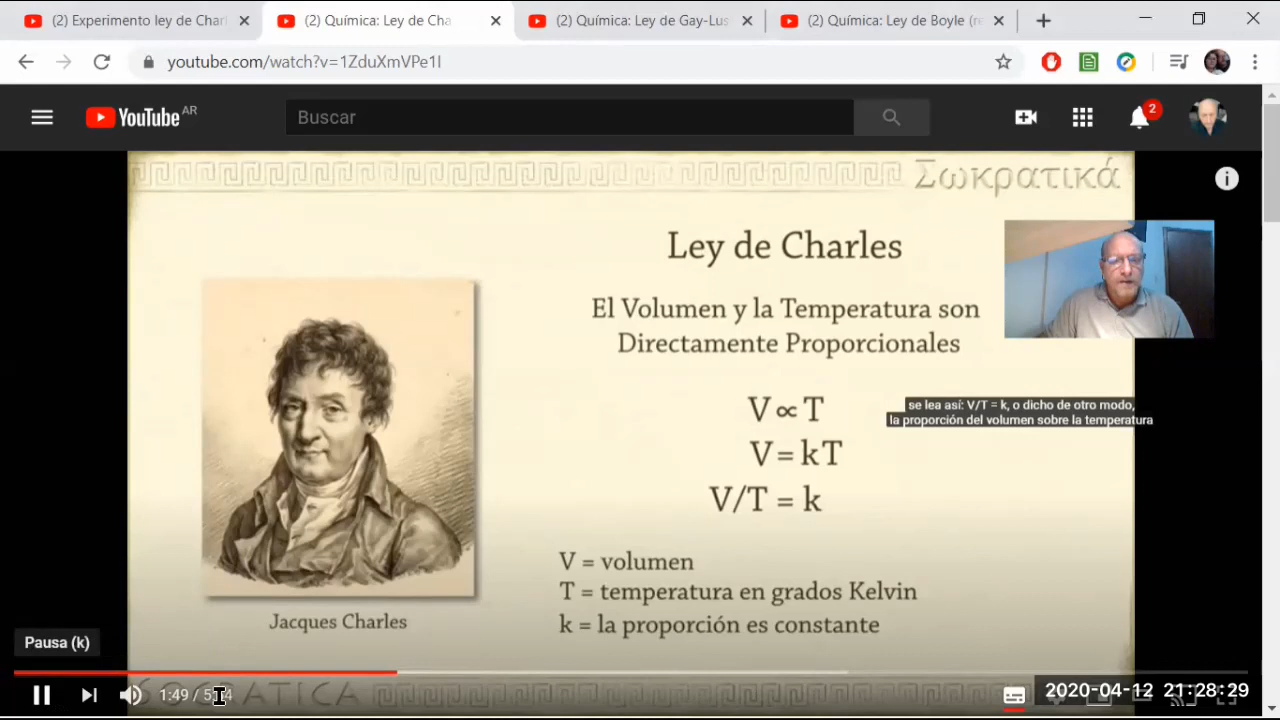 (2) Experimento ley de Charl
(2) Química: Ley de Cha
(2) Química: Ley de Gay-Lus
(2) Química: Ley de Boyle (re
youtube.com/watch?v=1ZduXmVPe1I
YouTube AR
Buscar
2
Σωκρατικά
Ley de Charles
El Volumen y la Temperatura son
Directamente Proporcionales
V ∝ T
se lea así: V/T = k, o dicho de otro modo,
la proporción del volumen sobre la temperatura
V = kT
V/T = k
V = volumen
T = temperatura en grados Kelvin
k = la proporción es constante
Jacques Charles
Pausa (k)
1:49 /
2020-04-12 21:28:29